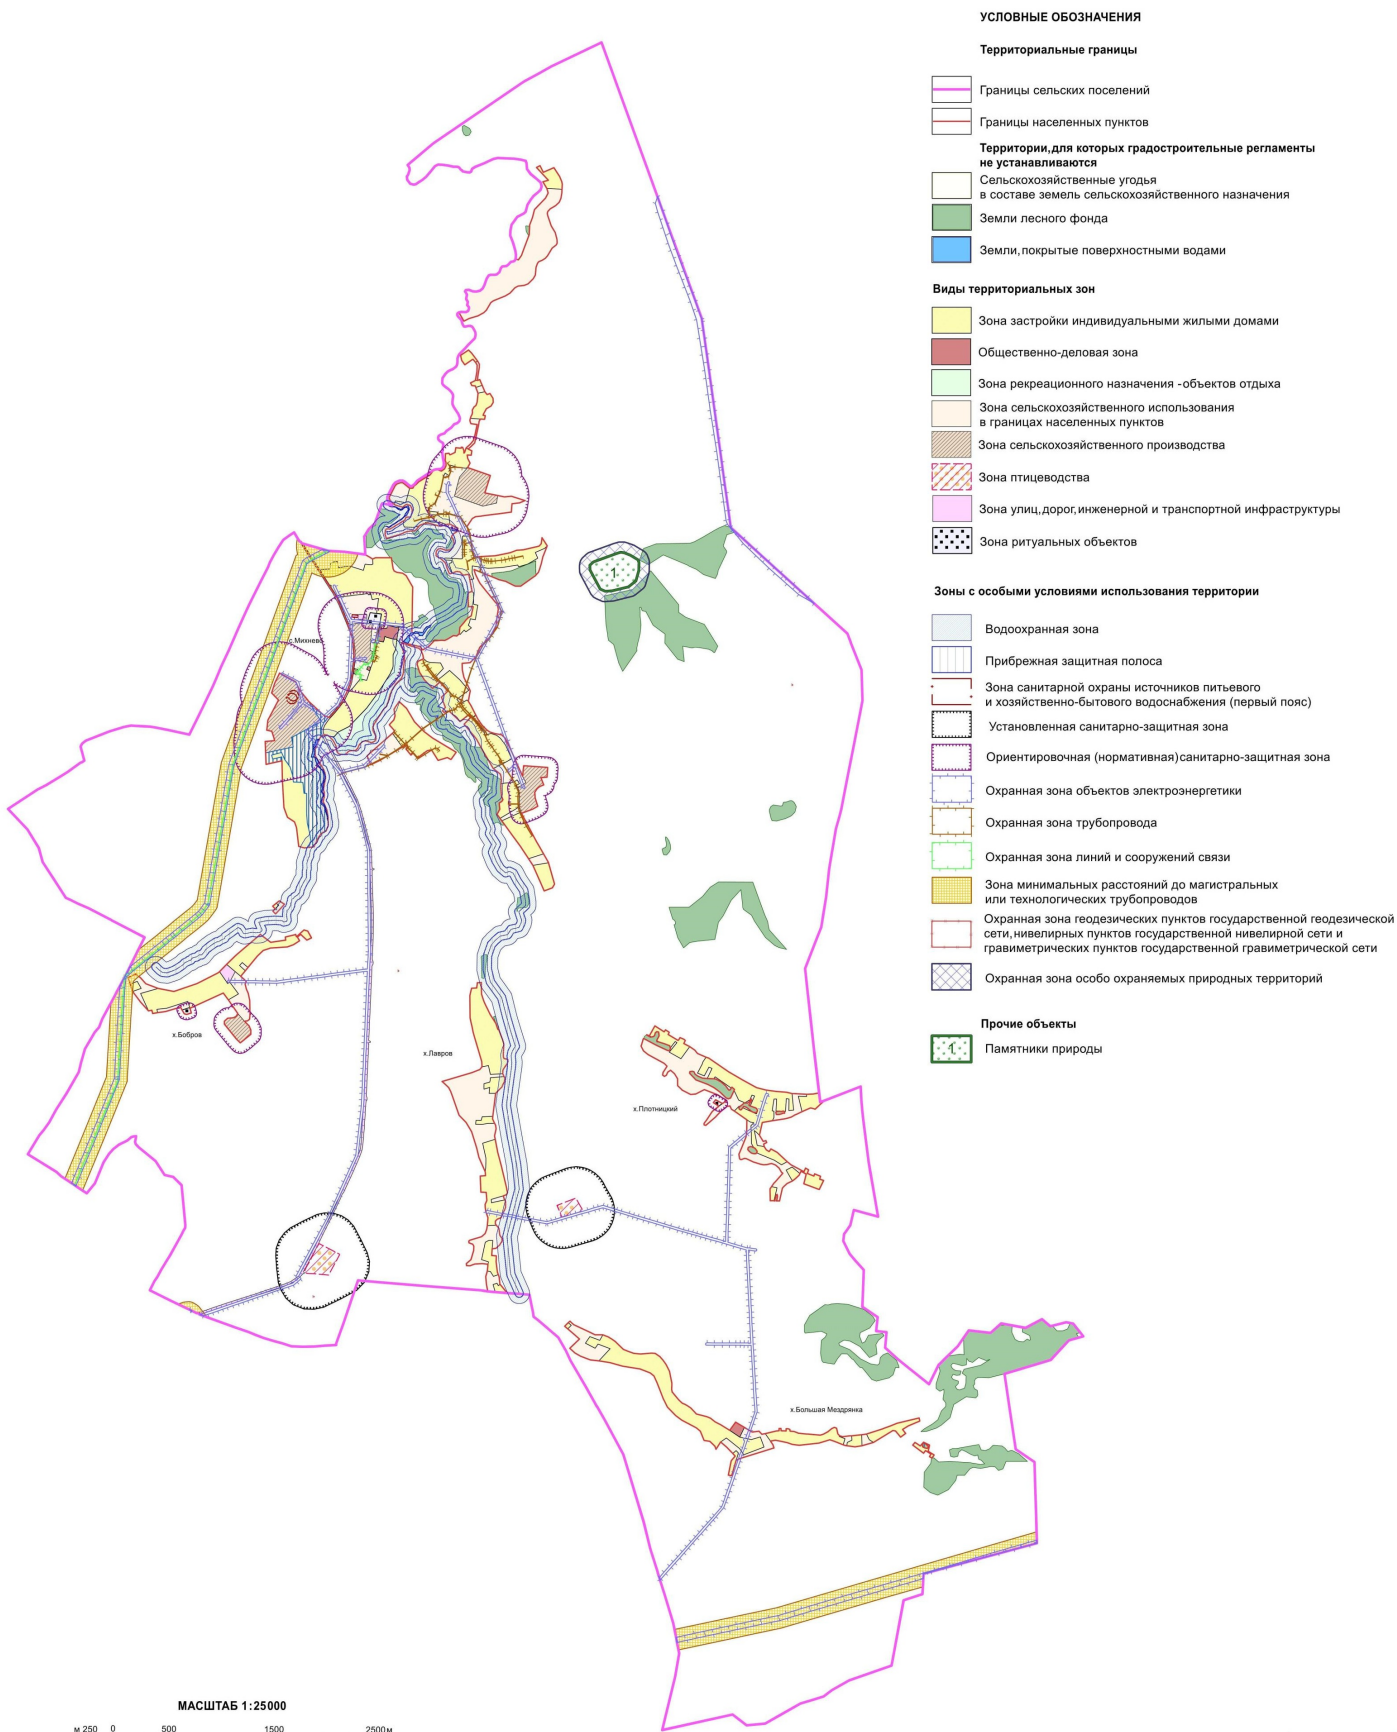 УСЛОВНЫЕ ОБОЗНАЧЕНИЯ
Территориальные границы
Границы сельских поселений
Границы населенных пунктов
Территории,для которых градостроительные регламенты
не устанавливаются
Сельскохозяйственные угодья
в составе земель сельскохозяйственного назначения
Земли лесного фонда
Земли,покрытые поверхностными водами
Виды территориальных зон
Зона застройки индивидуальными жилыми домами
Общественно-деловая зона
Зона рекреационного назначения -объектов отдыха
Зона сельскохозяйственного использования
в границах населенных пунктов
Зона сельскохозяйственного производства
Зона птицеводства
Зона улиц,дорог,инженерной и транспортной инфраструктуры
Зона ритуальных объектов
Зоны с особыми условиями использования территории
Водоохранная зона
Прибрежная защитная полоса
Зона санитарной охраны источников питьевого
и хозяйственно-бытового водоснабжения (первый пояс)
Установленная санитарно-защитная зона
Ориентировочная (нормативная)санитарно-защитная зона
Охранная зона объектов электроэнергетики
Охранная зона трубопровода
Охранная зона линий и сооружений связи
Зона минимальных расстояний до магистральных
или технологических трубопроводов
Охранная зона геодезических пунктов государственной геодезической
сети,нивелирных пунктов государственной нивелирной сети и
гравиметрических пунктов государственной гравиметрической сети
Охранная зона особо охраняемых природных территорий
Прочие объекты
1
Памятники природы
1
с.Михнево
х.Бобров
х.Лавров
х.Плотницкий
х.Большая Мездрянка
МАСШТАБ 1:25000
м 250 0 500 1500 2500м